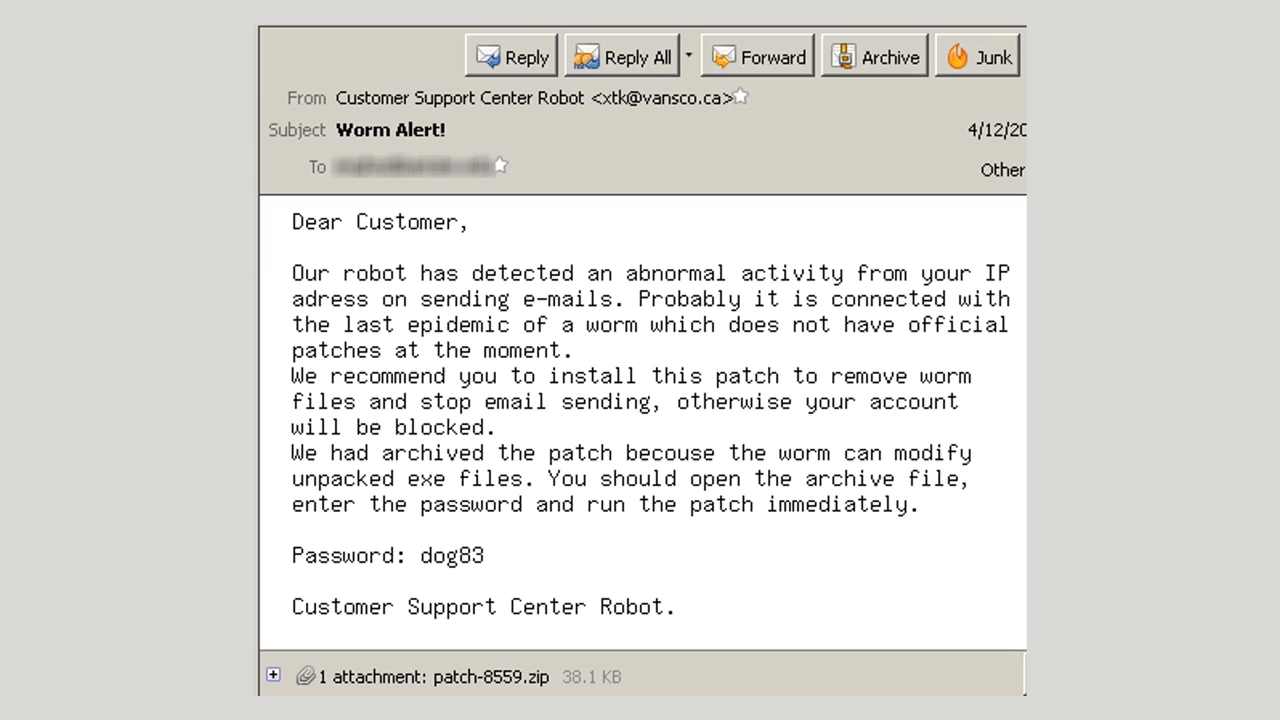 Reply Reply All Forward Archive Junk
From Customer Support Center Robot <xtk@vansco.ca>
Subject Worm Alert! 4/12/20
To
Other
Dear Customer,
Our robot has detected an abnormal activity from your IP
adress on sending e-mails. Probably it is connected with
the last epidemic of a worm which does not have official
patches at the moment.
We recommend you to install this patch to remove worm
files and stop email sending, otherwise your account
will be blocked.
We had archived the patch becouse the worm can modify
unpacked exe files. You should open the archive file,
enter the password and run the patch immediately.
Password: dog83
Customer Support Center Robot.
1 attachment: patch-8559.zip 38.1 KB